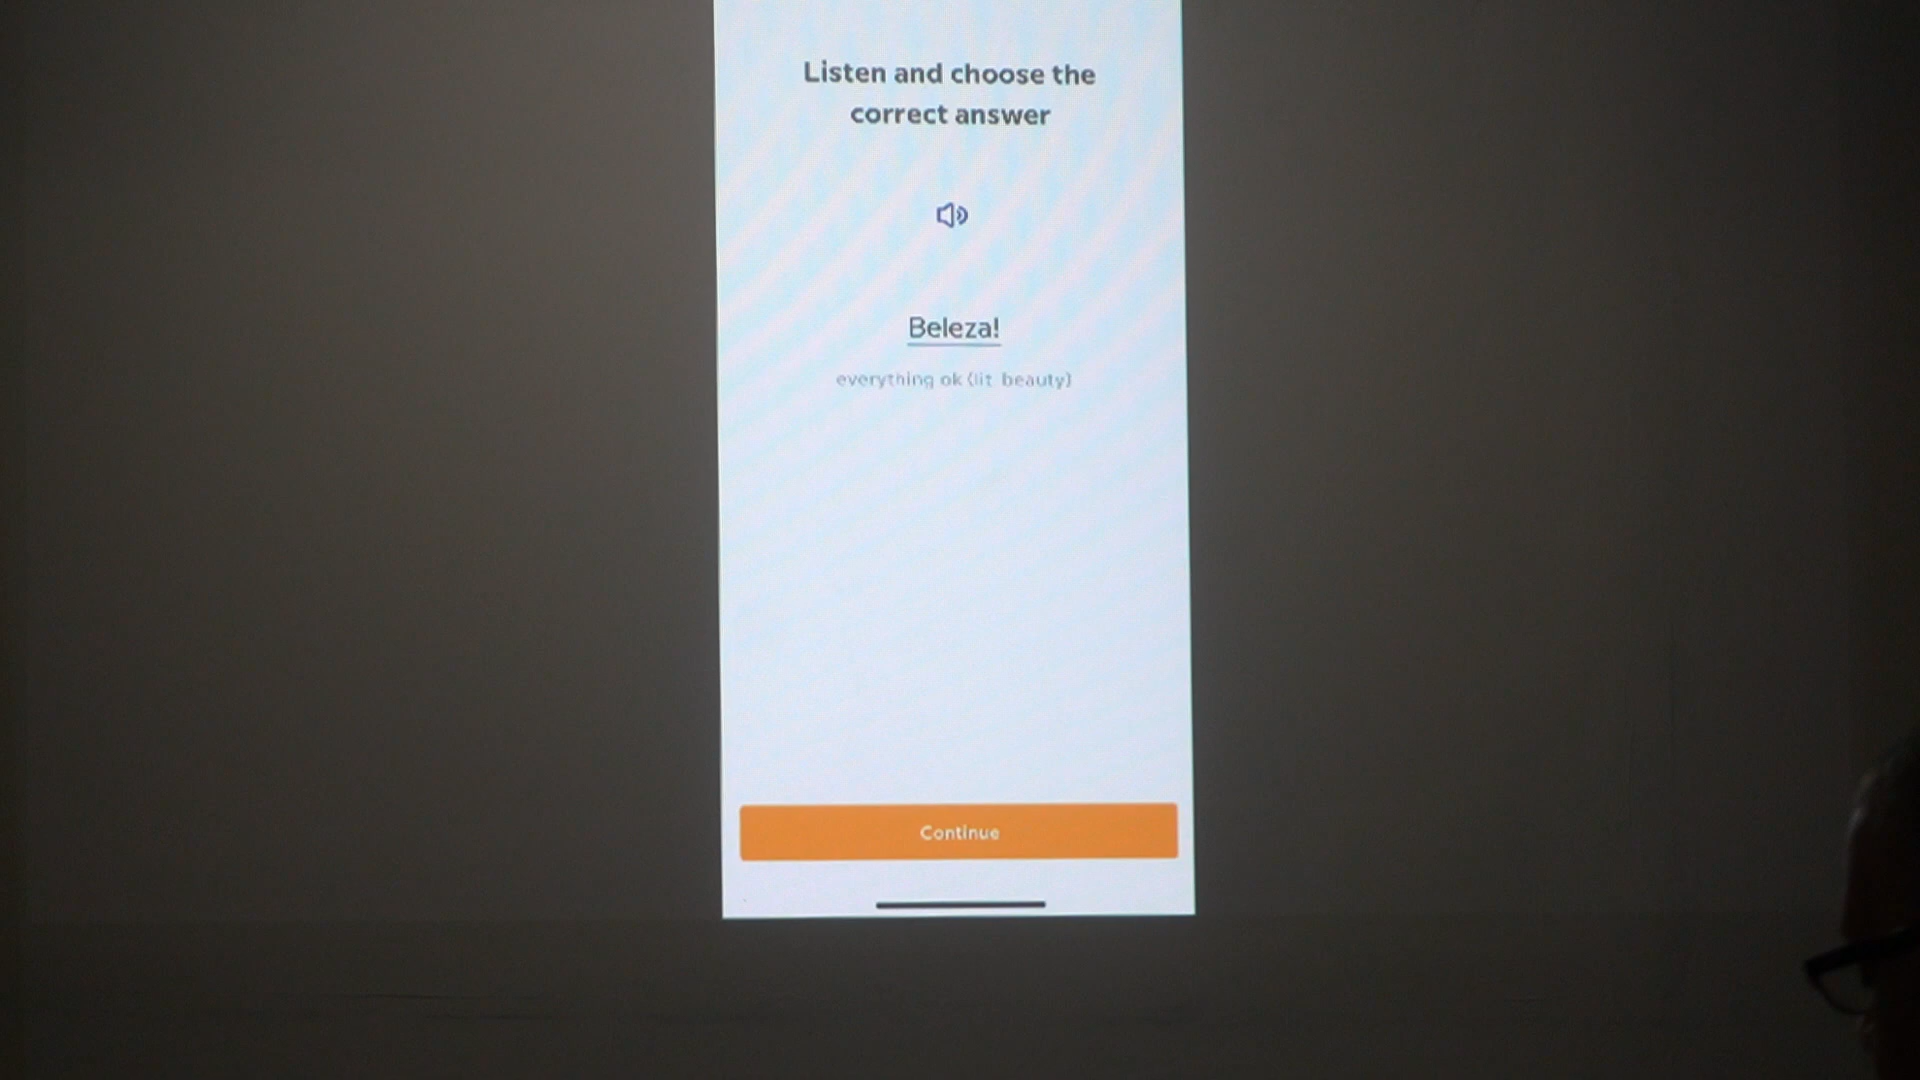 Listen and choose the
correct answer
Beleza!
everything ok (lit. beauty)
Continue